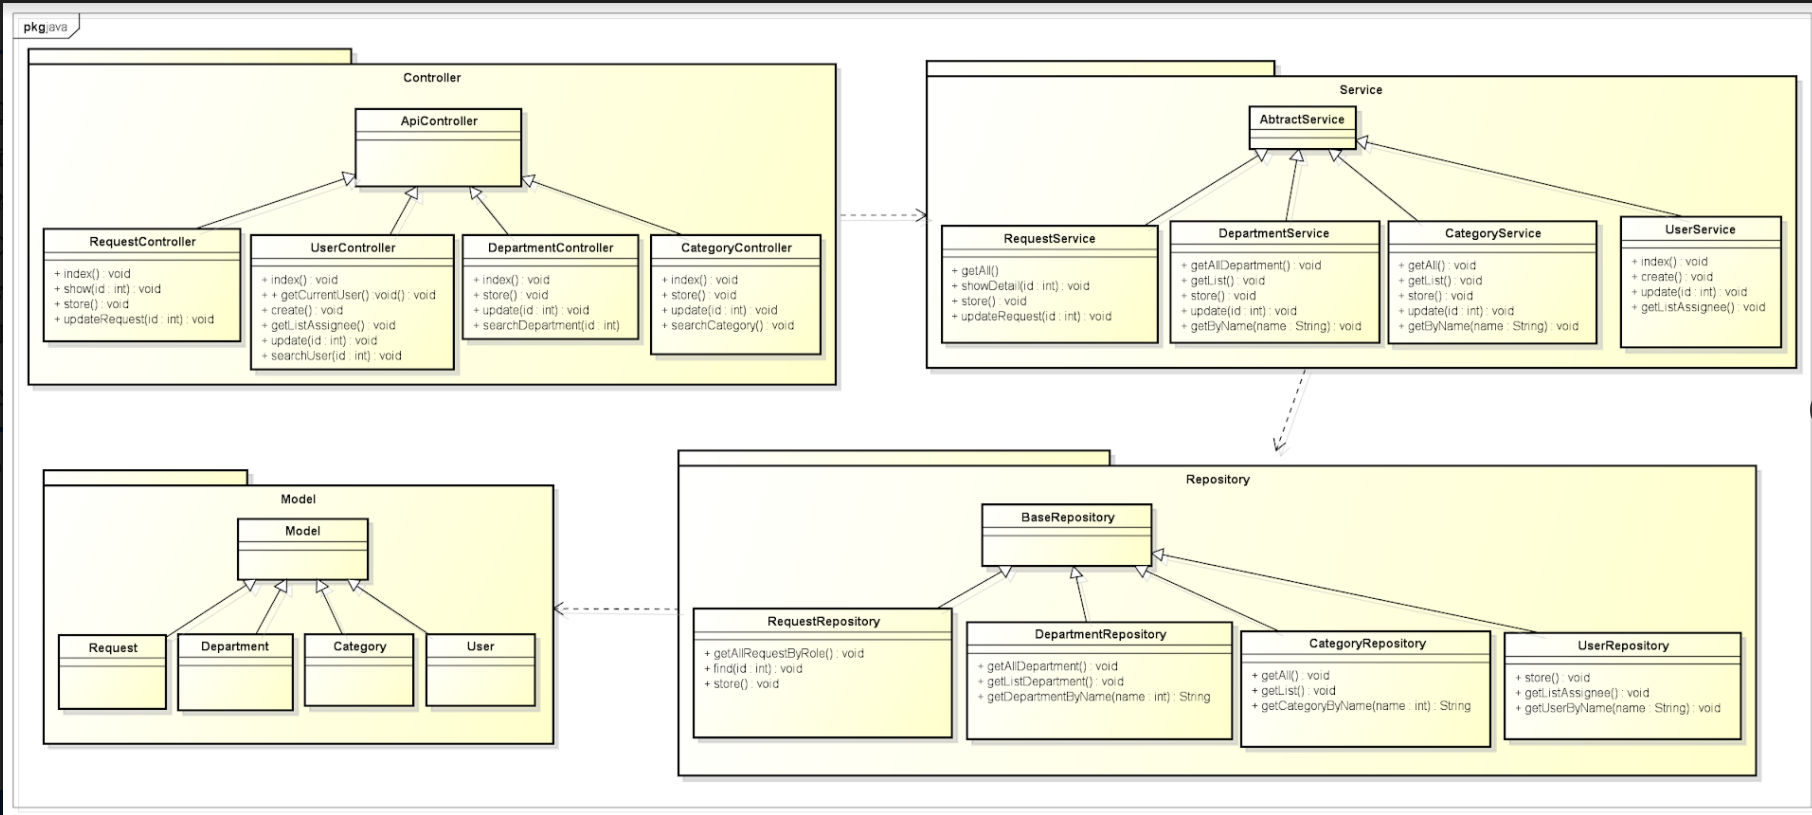 pkg java
Controller
ApiController
RequestController
+ index() : void
+ show(id : int) : void
+ store() : void
+ updateRequest(id : int) : void
UserController
+ index() : void
+ + getCurrentUser() :void() : void
+ create() : void
+ getListAssignee() : void
+ update(id : int) : void
+ searchUser(id : int) : void
DepartmentController
+ index() : void
+ store() : void
+ update(id : int) : void
+ searchDepartment(id : int)
CategoryController
+ index() : void
+ store() : void
+ update(id : int) : void
+ searchCategory() : void
Service
AbtractService
RequestService
+ getAll()
+ showDetail(id : int) : void
+ store() : void
+ updateRequest(id : int) : void
DepartmentService
+ getAllDepartment() : void
+ getList() : void
+ store() : void
+ update(id : int) : void
+ getByName(name : String) : void
CategoryService
+ getAll() : void
+ getList() : void
+ store() : void
+ update(id : int) : void
+ getByName(name : String) : void
UserService
+ index() : void
+ create() : void
+ update(id : int) : void
+ getListAssignee() : void
Model
Model
Request
Department
Category
User
Repository
BaseRepository
RequestRepository
+ getAllRequestByRole() : void
+ find(id : int) : void
+ store() : void
DepartmentRepository
+ getAllDepartment() : void
+ getListDepartment() : void
+ getDepartmentByName(name : int) : String
CategoryRepository
+ getAll() : void
+ getList() : void
+ getCategoryByName(name : int) : String
UserRepository
+ store() : void
+ getListAssignee() : void
+ getUserByName(name : String) : void